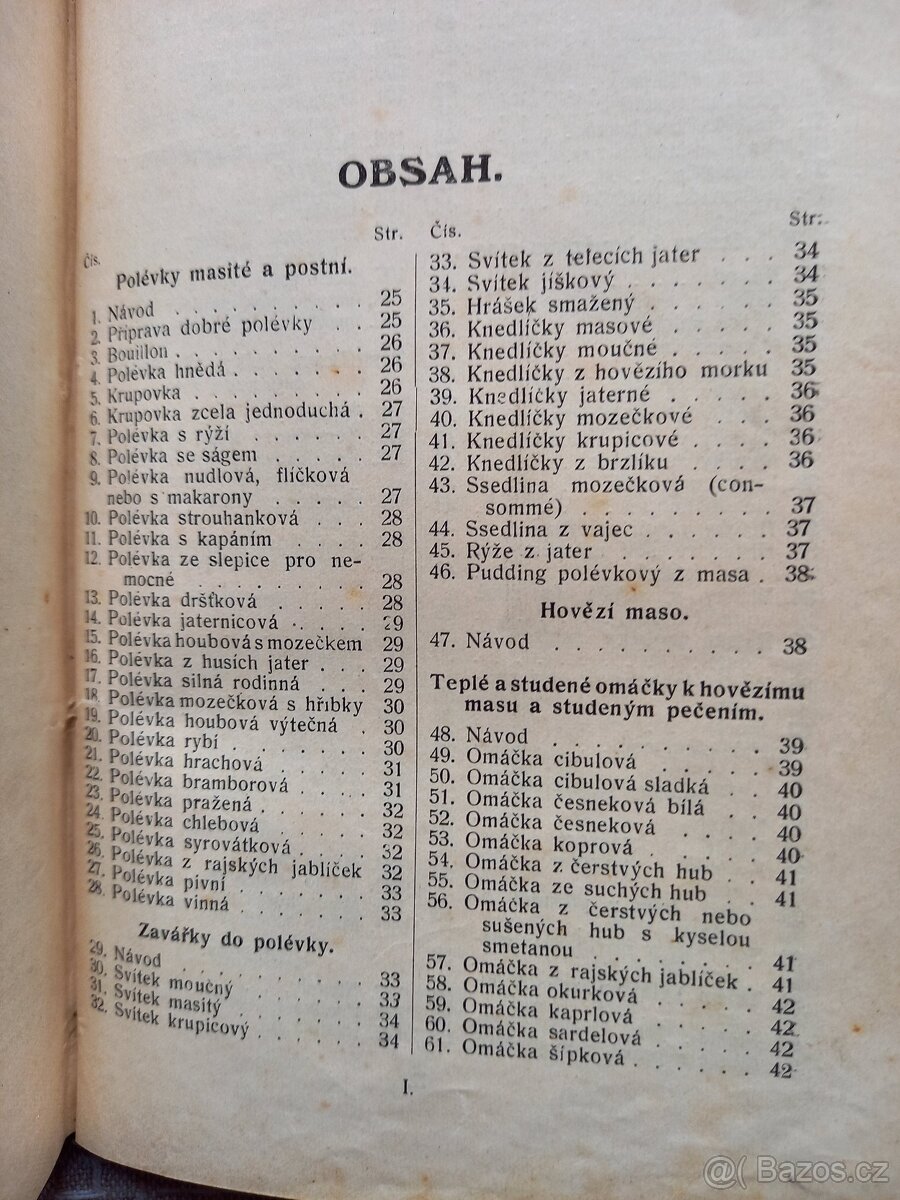 OBSAH.
Čís. Str.
Polévky masité a postní.
1. Návod . . . . . . . . . . 25
2. Příprava dobré polévky . . 25
3. Bouillon . . . . . . . . . 26
4. Polévka hnědá . . . . . . . 26
5. Krupovka . . . . . . . . . 26
6. Krupovka zcela jednoduchá . 27
7. Polévka s rýží . . . . . . 27
8. Polévka se ságem . . . . . 27
9. Polévka nudlová, flíčková
nebo s makarony . . . . . 27
10. Polévka strouhanková . . . 28
11. Polévka s kapáním . . . . 28
12. Polévka ze slepice pro ne-
mocné . . . . . . . . 28
13. Polévka dršťková . . . . . 28
14. Polévka jaternicová . . . . 29
15. Polévka houbová s mozečkem 29
16. Polévka z husích jater . . . 29
17. Polévka silná rodinná . . . 29
18. Polévka mozečková s hřibky 30
19. Polévka houbová výtečná . 30
20. Polévka rybí . . . . . . . 30
21. Polévka hrachová . . . . . 31
22. Polévka bramborová . . . . 31
23. Polévka pražená . . . . . 32
24. Polévka chlebová . . . . . 32
25. Polévka syrovátková . . . . 32
26. Polévka z rajských jablíček 32
27. Polévka pivní . . . . . . 33
28. Polévka vinná . . . . . . 33
Zavářky do polévky.
29. Návod . . . . . . . . . 33
30. Svítek moučný . . . . . . 33
31. Svítek masitý . . . . . . 34
32. Svítek krupicový . . . . . 34
Čís. Str.
33. Svítek z telecích jater . . . 34
34. Svítek jíškový . . . . . . 34
35. Hrášek smažený . . . . . 35
36. Knedlíčky masové . . . . . 35
37. Knedlíčky moučné . . . . . 35
38. Knedlíčky z hovězího morku 35
39. Knedlíčky jaterné . . . . . 36
40. Knedlíčky mozečkové . . . 36
41. Knedlíčky krupicové . . . . 36
42. Knedlíčky z brzlíku . . . . 36
43. Ssedlina mozečková (con-
sommé) . . . . . . . . 37
44. Ssedlina z vajec . . . . . 37
45. Rýže z jater . . . . . . . 37
46. Pudding polévkový z masa . 38
Hovězí maso.
47. Návod . . . . . . . . . 38
Teplé a studené omáčky k hovězímu
masu a studeným pečením.
48. Návod . . . . . . . . . 39
49. Omáčka cibulová . . . . . 39
50. Omáčka cibulová sladká . . 40
51. Omáčka česneková bílá . . 40
52. Omáčka česneková . . . . 40
53. Omáčka koprová . . . . . 40
54. Omáčka z čerstvých hub . . 41
55. Omáčka ze suchých hub . . 41
56. Omáčka z čerstvých nebo
sušených hub s kyselou
smetanou . . . . . . . 41
57. Omáčka z rajských jablíček . 41
58. Omáčka okurková . . . . . 42
59. Omáčka kaprlová . . . . . 42
60. Omáčka sardelová . . . . . 42
61. Omáčka šípková . . . . . . 42
I.
@( Bazos.cz